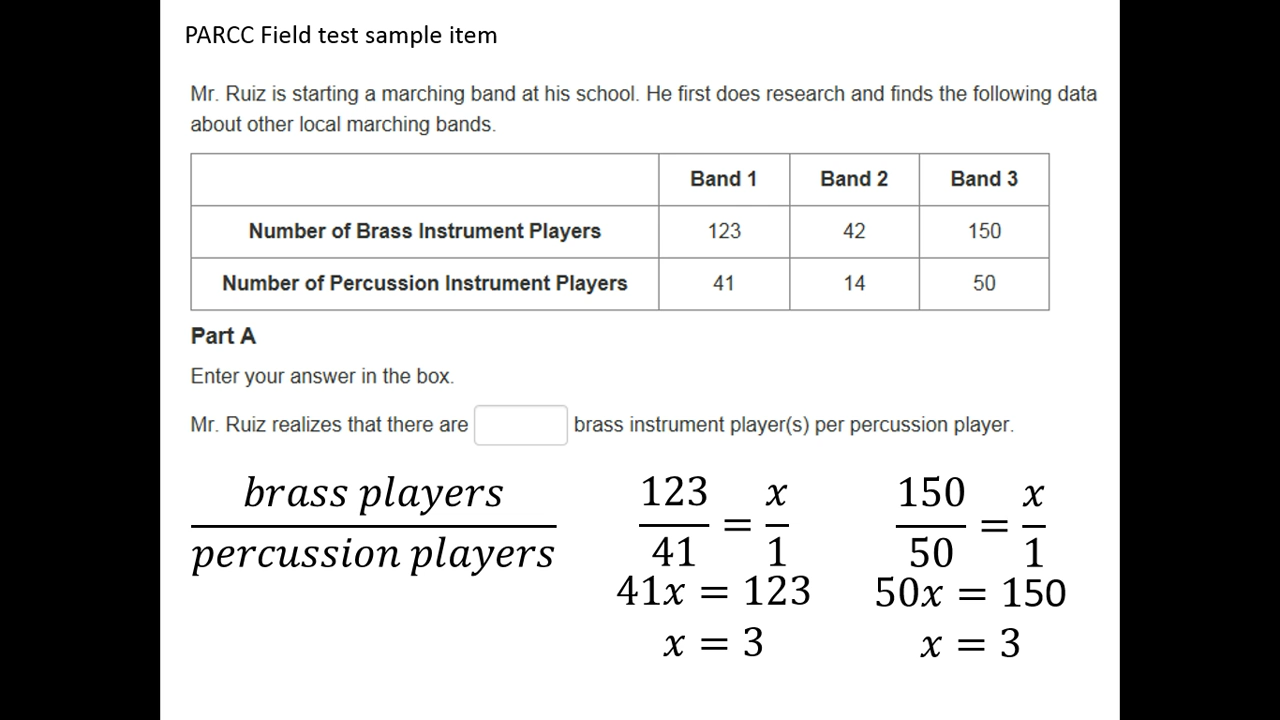 PARCC Field test sample item
Mr. Ruiz is starting a marching band at his school. He first does research and finds the following data
about other local marching bands.
Band 1 Band 2 Band 3
Number of Brass Instrument Players 123 42 150
Number of Percussion Instrument Players 41 14 50
Part A
Enter your answer in the box.
Mr. Ruiz realizes that there are brass instrument player(s) per percussion player.
brass players
percussion players
123/41 = x/1
41x = 123
x = 3
150/50 = x/1
50x = 150
x = 3